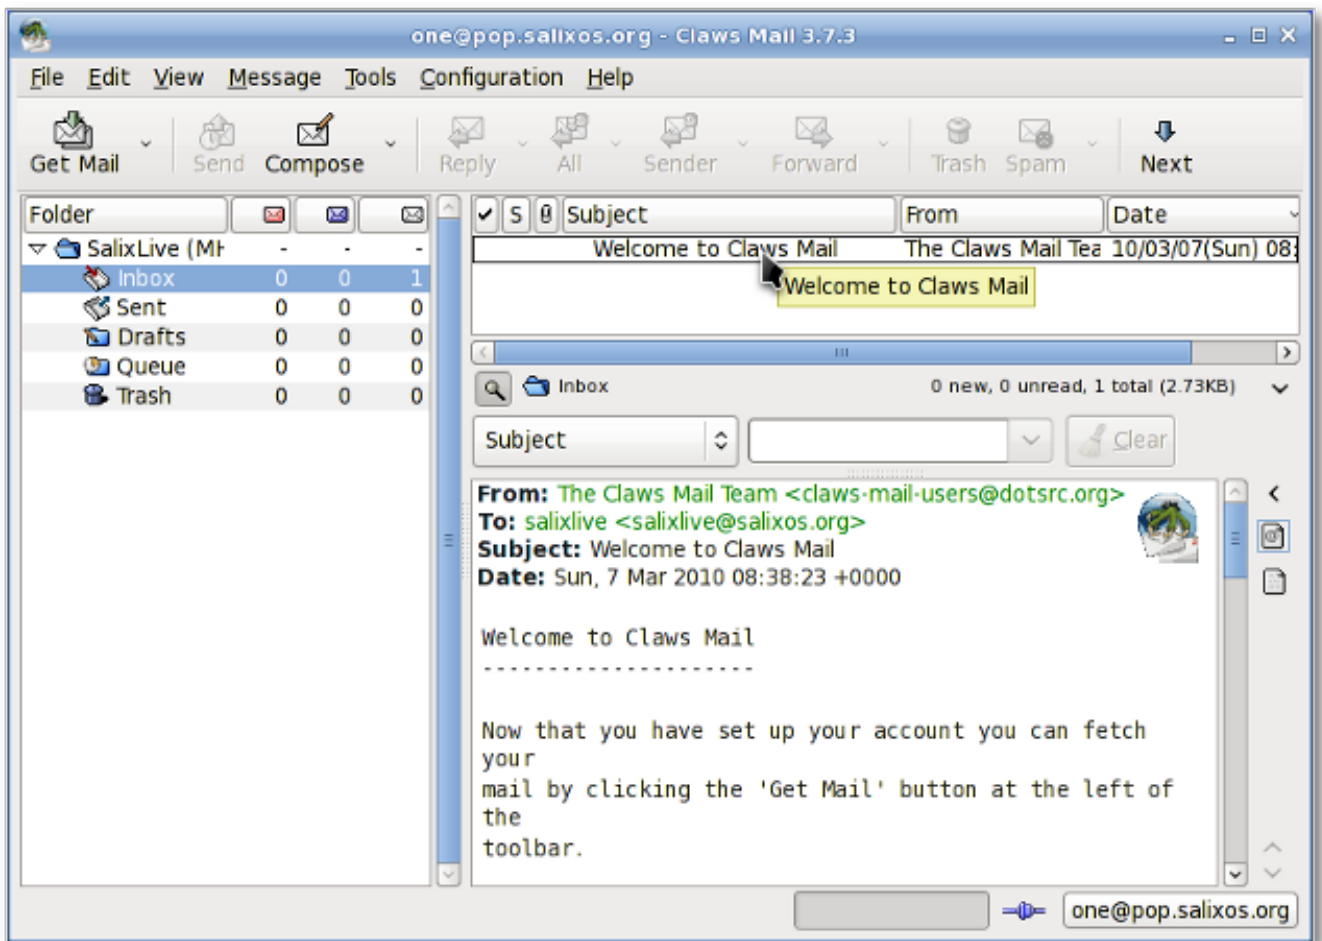 one@pop.salixos.org - Claws Mail 3.7.3
File Edit View Message Tools Configuration Help
Get Mail Send Compose Reply All Sender Forward Trash Spam Next
Folder
SalixLive (MH - - -
Inbox 0 0 1
Sent 0 0 0
Drafts 0 0 0
Queue 0 0 0
Trash 0 0 0
S Subject From Date
Welcome to Claws Mail The Claws Mail Tea 10/03/07(Sun) 08:
Welcome to Claws Mail
Inbox 0 new, 0 unread, 1 total (2.73KB)
Subject Clear
From: The Claws Mail Team <claws-mail-users@dotsrc.org>
To: salixlive <salixlive@salixos.org>
Subject: Welcome to Claws Mail
Date: Sun, 7 Mar 2010 08:38:23 +0000
Welcome to Claws Mail
---------------------
Now that you have set up your account you can fetch
your
mail by clicking the 'Get Mail' button at the left of
the
toolbar.
one@pop.salixos.org